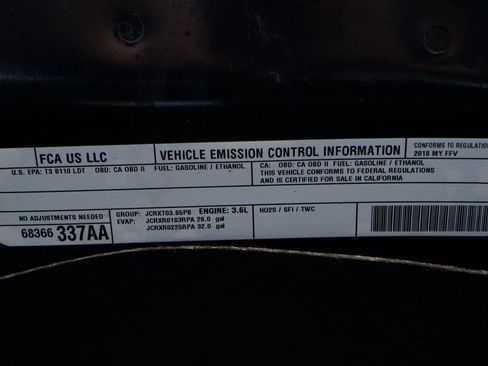 FCA US LLC
VEHICLE EMISSION CONTROL INFORMATION
CONFORMS TO REGULATION
2018 MY FFV
U.S. EPA: T3 B110 LDT OBD: CA OBD II FUEL: GASOLINE / ETHANOL
CA: OBD: CA OBD II FUEL: GASOLINE / ETHANOL
THIS VEHICLE CONFORMS TO FEDERAL REGULATIONS
AND IS CERTIFIED FOR SALE IN CALIFORNIA
NO ADJUSTMENTS NEEDED
68366 337AA
GROUP: JCRXT03.65PB ENGINE: 3.6L
EVAP: JCRXR0183RPA 26.0 gal
JCRXR0225RPA 32.0 gal
HO2S / SFI / TWC